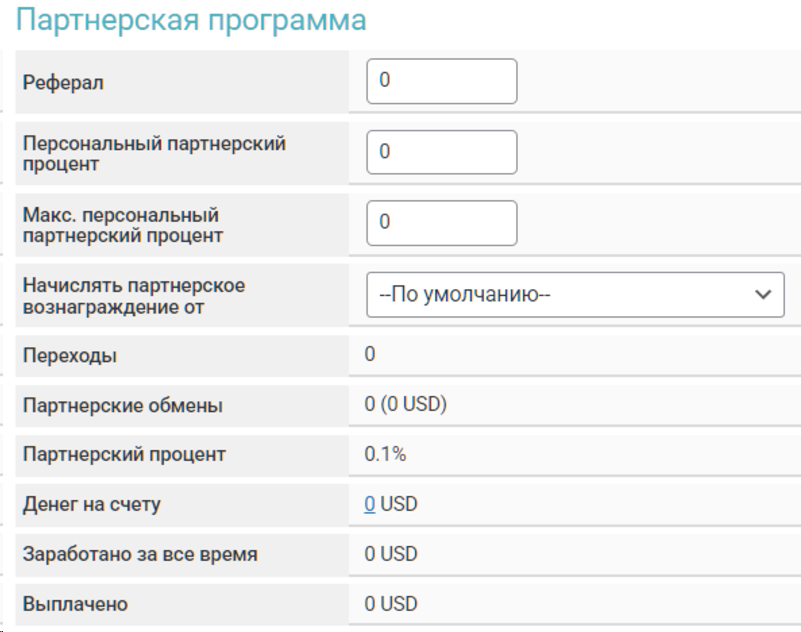 Партнерская программа
Реферал
0
Персональный партнерский
процент
0
Макс. персональный
партнерский процент
0
Начислять партнерское
вознаграждение от
--По умолчанию--
Переходы
0
Партнерские обмены
0 (0 USD)
Партнерский процент
0.1%
Денег на счету
0 USD
Заработано за все время
0 USD
Выплачено
0 USD